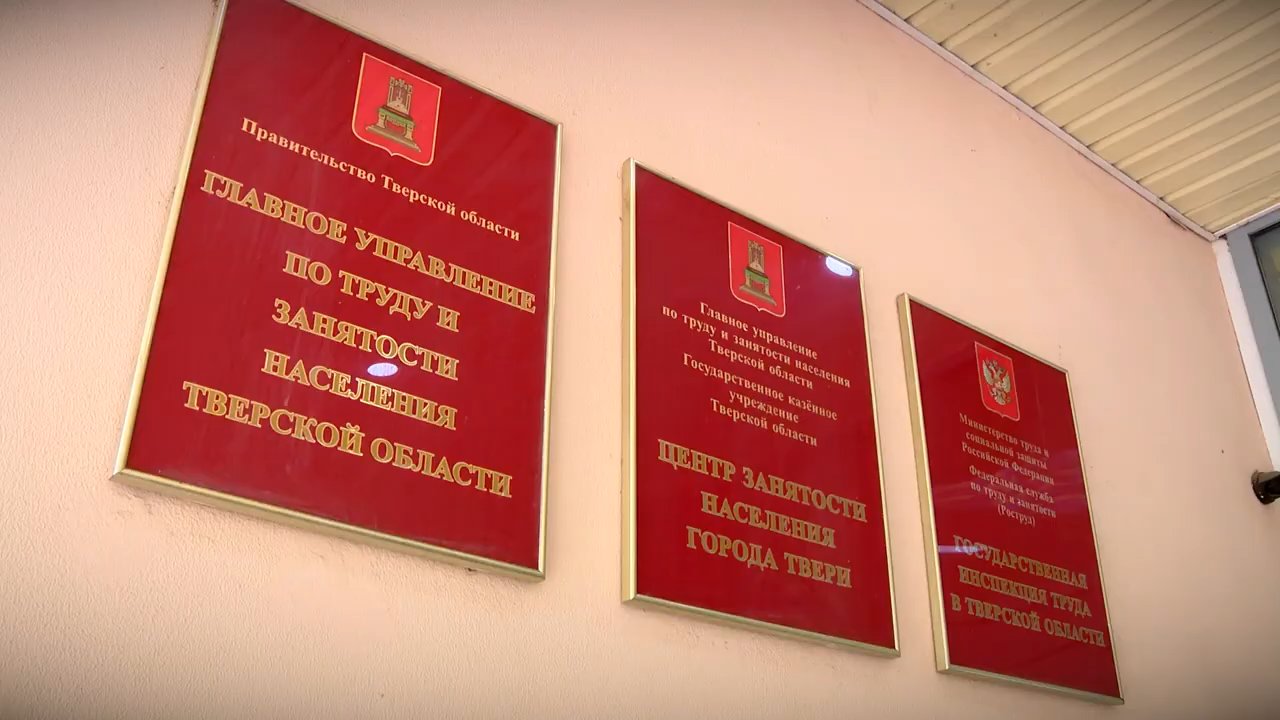 Правительство Тверской области
ГЛАВНОЕ УПРАВЛЕНИЕ
ПО ТРУДУ И
ЗАНЯТОСТИ
НАСЕЛЕНИЯ
ТВЕРСКОЙ ОБЛАСТИ
Главное управление
по труду и занятости населения
Тверской области
Государственное казённое
учреждение
Тверской области
ЦЕНТР ЗАНЯТОСТИ
НАСЕЛЕНИЯ
ГОРОДА ТВЕРИ
Министерство труда и
социальной защиты
Российской Федерации
Федеральная служба
по труду и занятости
(Роструд)
ГОСУДАРСТВЕННАЯ
ИНСПЕКЦИЯ ТРУДА
В ТВЕРСКОЙ ОБЛАСТИ